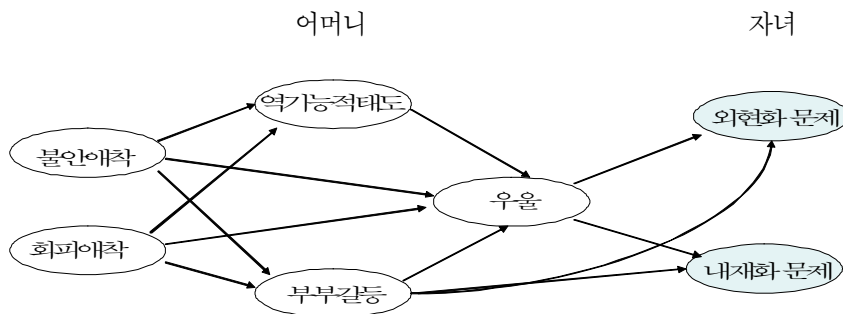 어머니 자녀
역기능적태도
외현화 문제
불안애착
우울
회피애착
내재화 문제
부부갈등